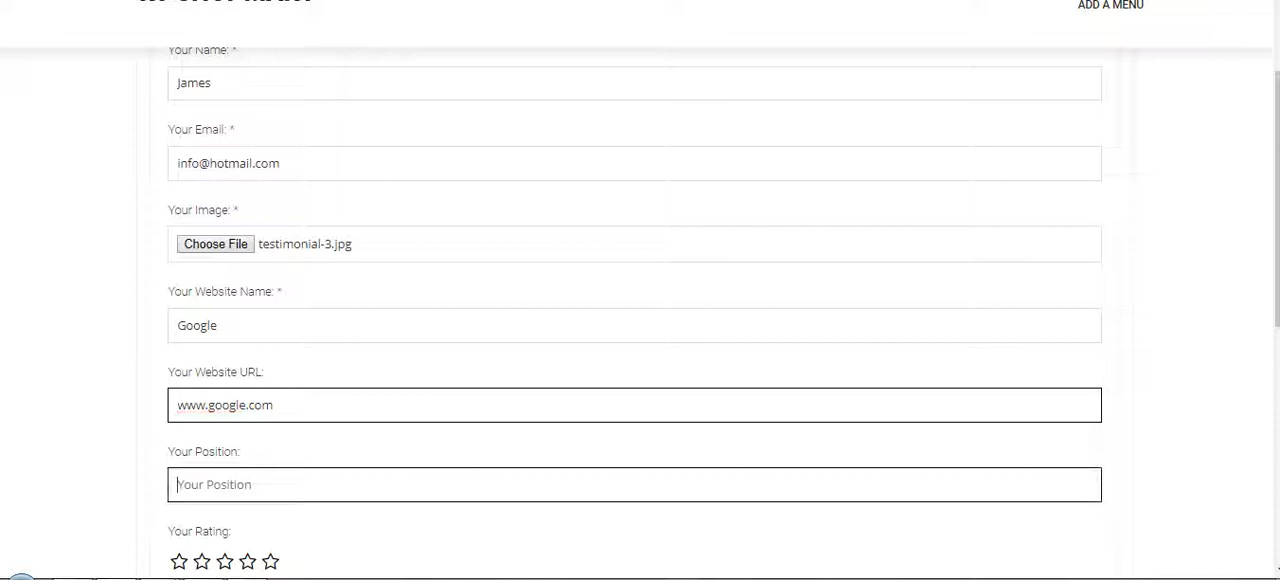 ADD A MENU
Your Name: *
James
Your Email: *
info@hotmail.com
Your Image: *
Choose File testimonial-3.jpg
Your Website Name: *
Google
Your Website URL:
www.google.com
Your Position:
Your Position
Your Rating: